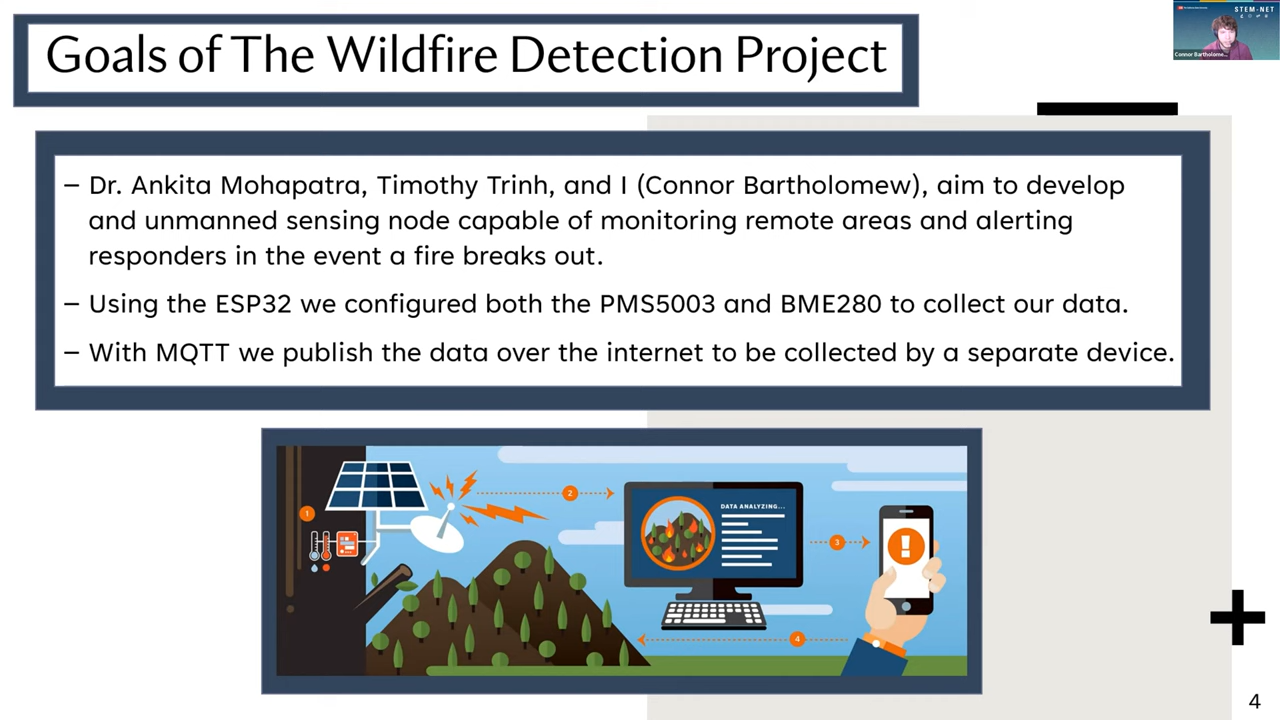 Goals of The Wildfire Detection Project
STEM-NET
Connor Bartholome...
– Dr. Ankita Mohapatra, Timothy Trinh, and I (Connor Bartholomew), aim to develop
and unmanned sensing node capable of monitoring remote areas and alerting
responders in the event a fire breaks out.
– Using the ESP32 we configured both the PMS5003 and BME280 to collect our data.
– With MQTT we publish the data over the internet to be collected by a separate device.
1
2
DATA ANALYZING...
3
!
4
4